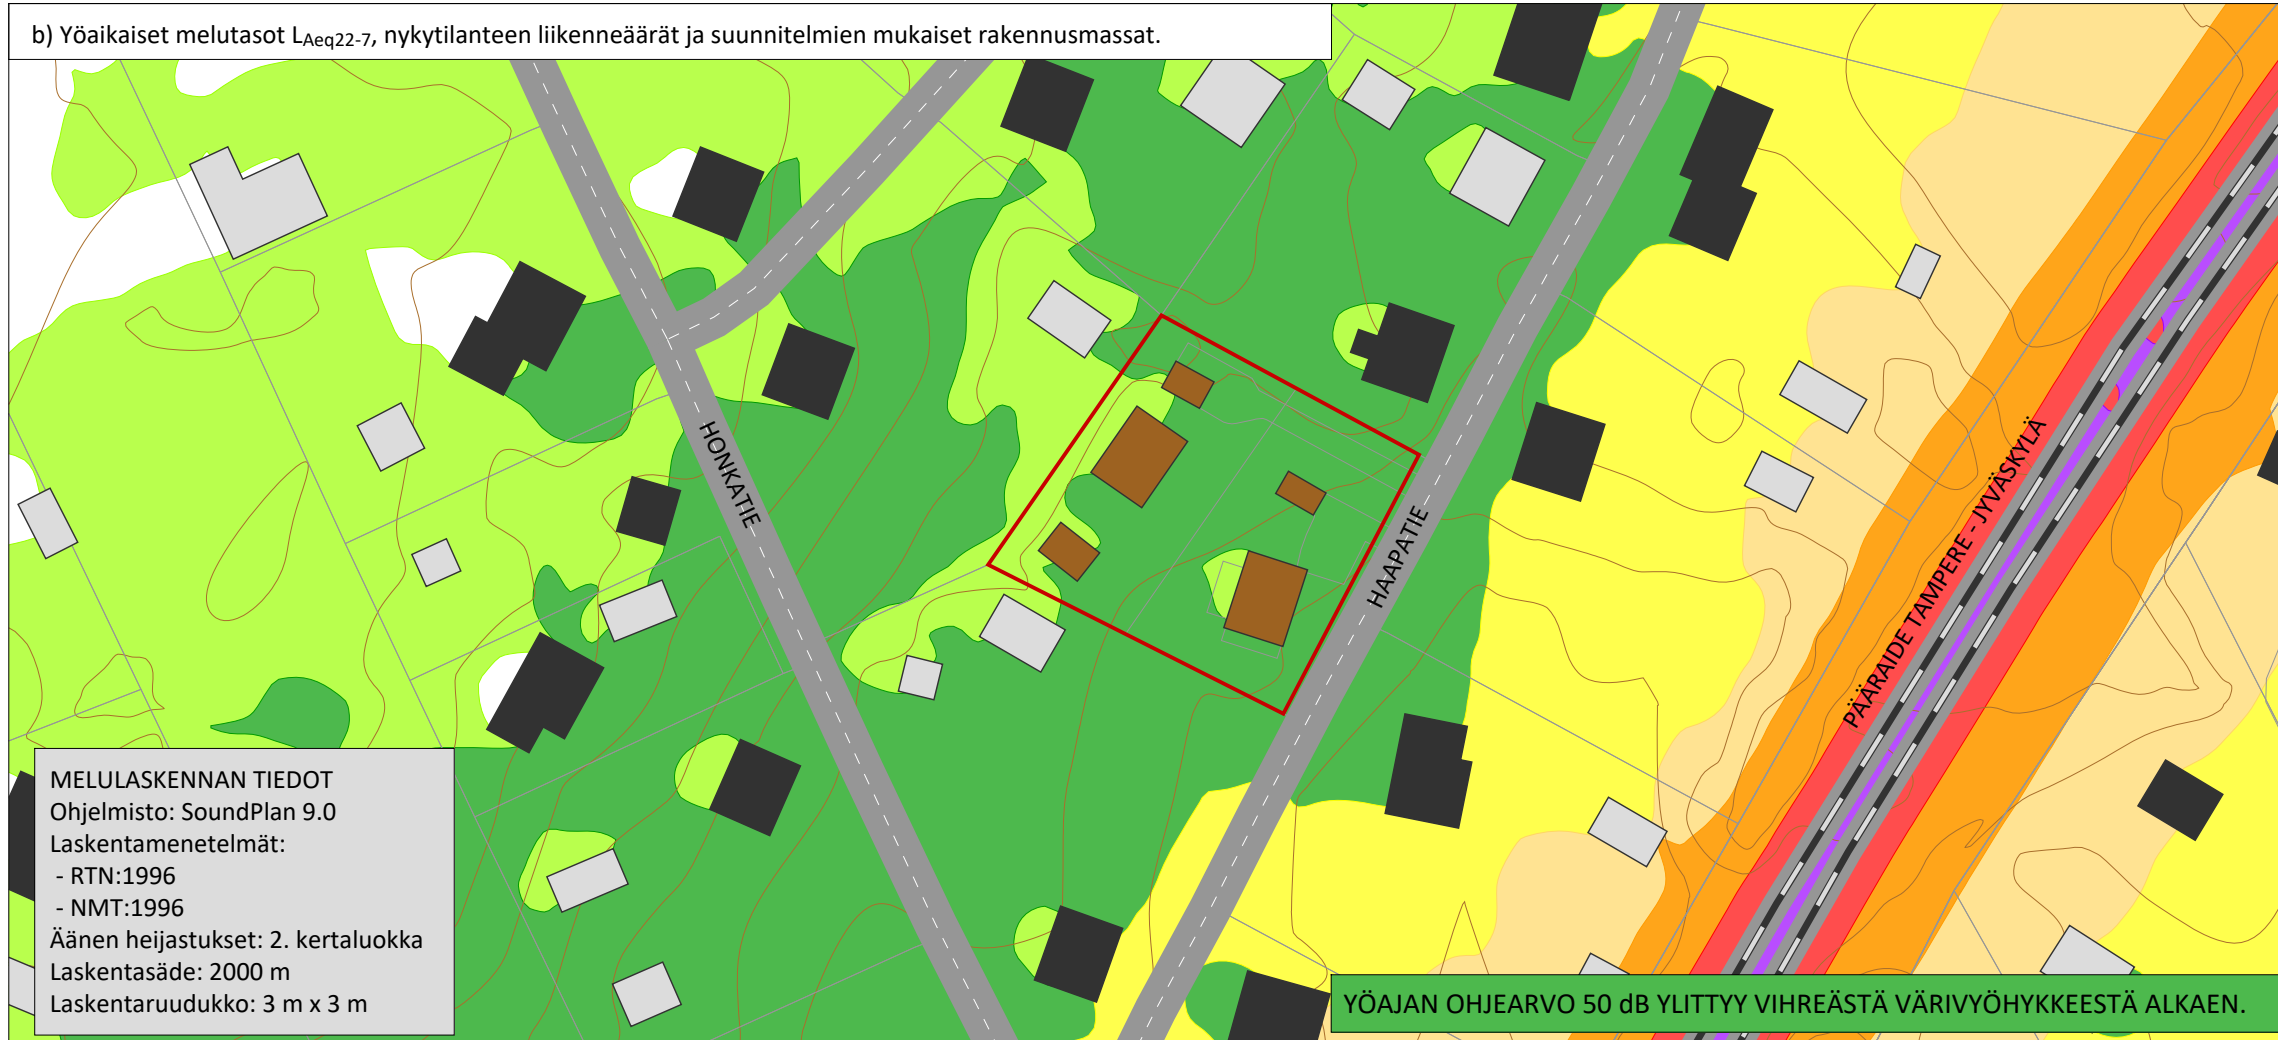 b) Yöaikaiset melutasot LAeq22-7, nykytilanteen liikenneäärät ja suunnitelmien mukaiset rakennusmassat.
HONKATIE
HAAPATIE
PÄÄRAIDE TAMPERE - JYVÄSKYLÄ
MELULASKENNAN TIEDOT
Ohjelmisto: SoundPlan 9.0
Laskentamenetelmät:
- RTN:1996
- NMT:1996
Äänen heijastukset: 2. kertaluokka
Laskentasäde: 2000 m
Laskentaruudukko: 3 m x 3 m
YÖAJAN OHJEARVO 50 dB YLITTYY VIHREÄSTÄ VÄRIVYÖHYKKEESTÄ ALKAEN.